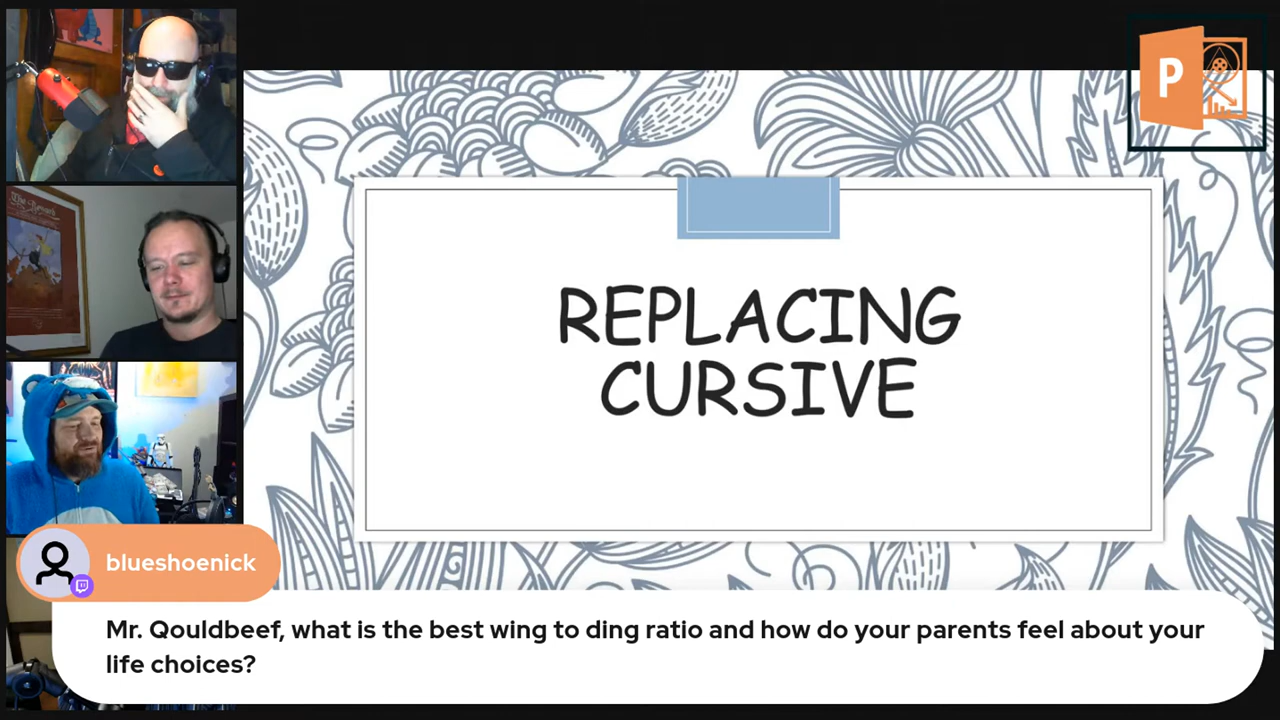 P
REPLACING
CURSIVE
blueshoenick
Mr. Qouldbeef, what is the best wing to ding ratio and how do your parents feel about your
life choices?